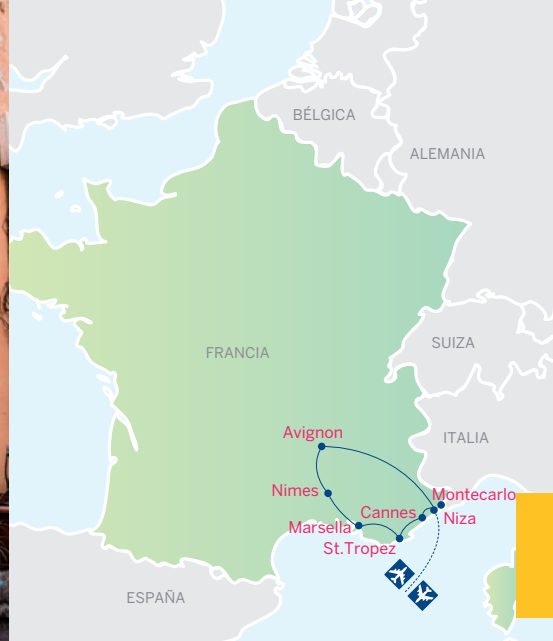 BÉLGICA
ALEMANIA
FRANCIA
SUIZA
Avignon
ITALIA
Nimes
Montecarlo
Cannes
Niza
Marsella
St.Tropez
ESPAÑA